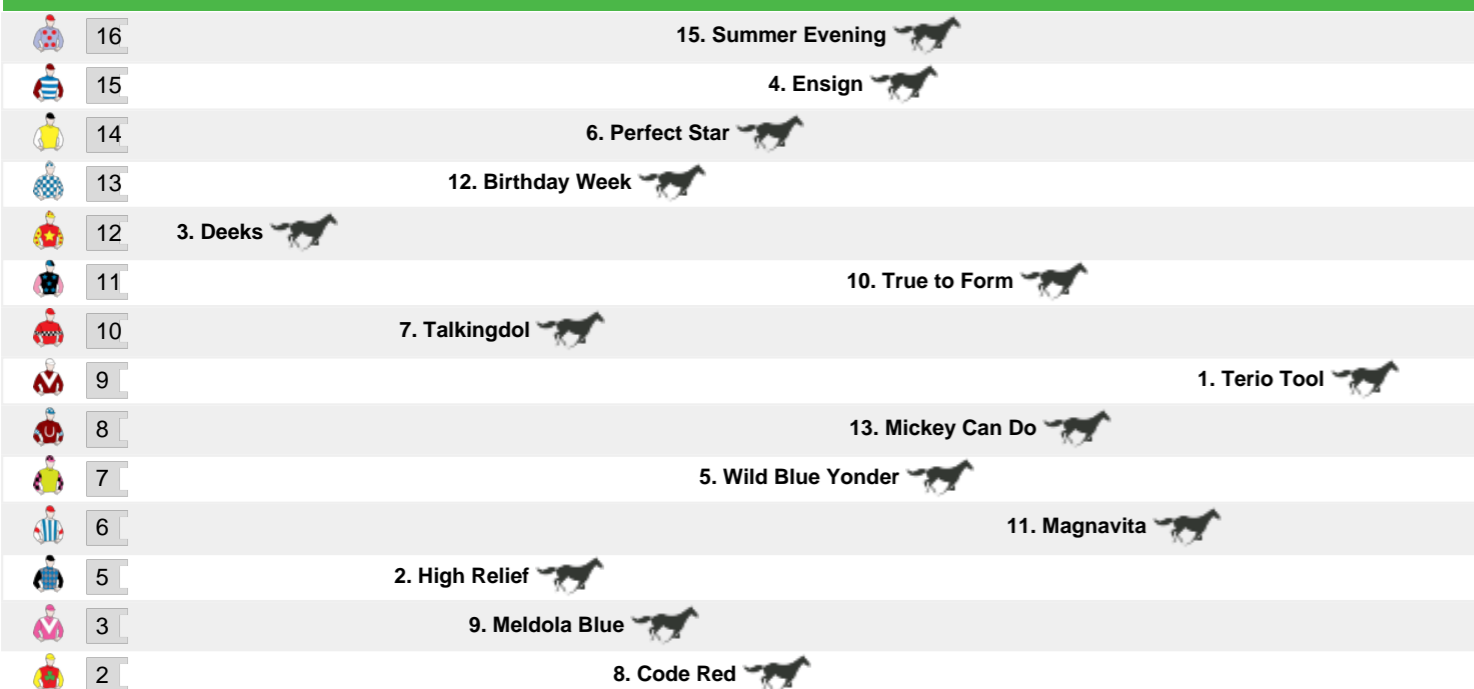 16 15. Summer Evening
15 4. Ensign
14 6. Perfect Star
13 12. Birthday Week
12 3. Deeks
11 10. True to Form
10 7. Talkingdol
9 1. Terio Tool
8 13. Mickey Can Do
7 5. Wild Blue Yonder
6 11. Magnavita
5 2. High Relief
3 9. Meldola Blue
2 8. Code Red